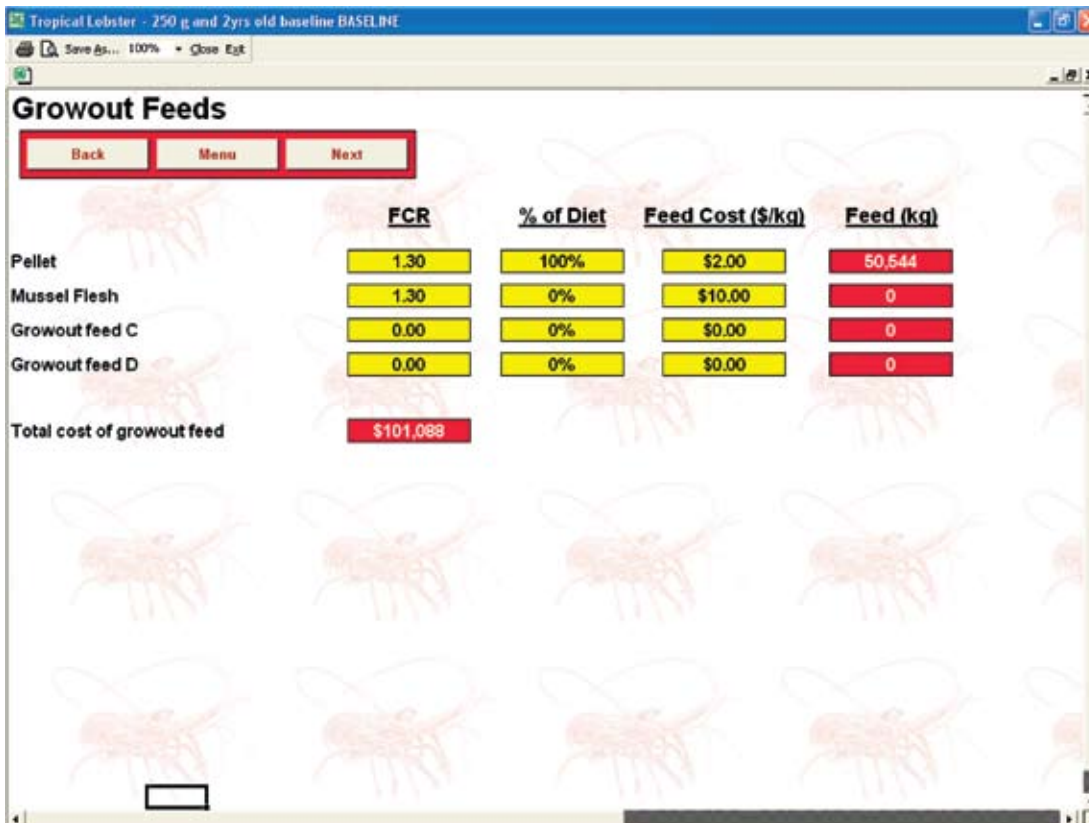 Tropical Lobster - 250 g and 2yrs old baseline BASELINE
Save As... 100% Close Exit
Growout Feeds
Back Menu Next
FCR % of Diet Feed Cost ($/kg) Feed (kg)
Pellet 1.30 100% $2.00 50,544
Mussel Flesh 1.30 0% $10.00 0
Growout feed C 0.00 0% $0.00 0
Growout feed D 0.00 0% $0.00 0
Total cost of growout feed $101,088